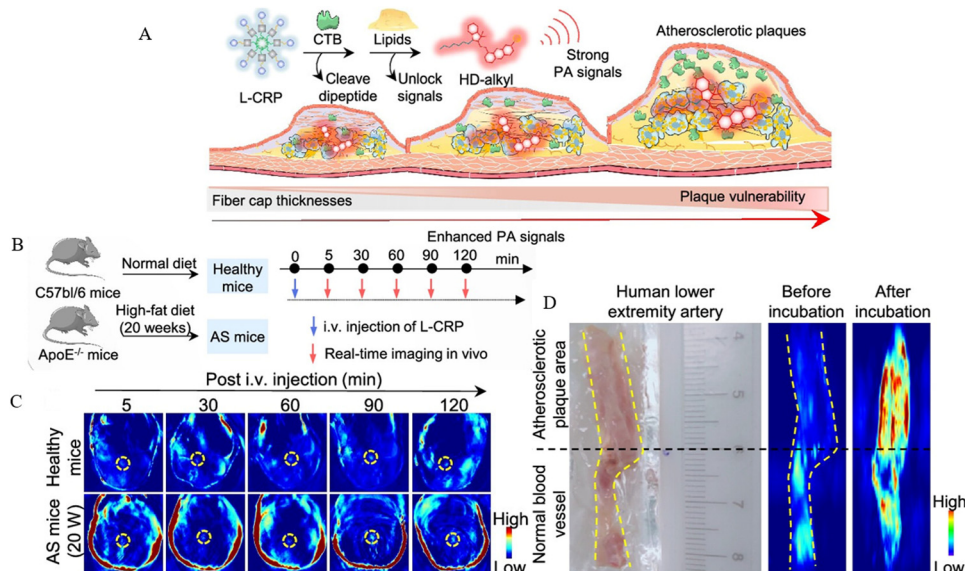 A
CTB
Lipids
Strong
PA signals
Atherosclerotic plaques
L-CRP
Cleave
dipeptide
Unlock
signals
HD-alkyl
Fiber cap thicknesses
Plaque vulnerability
B
Enhanced PA signals
Normal diet
C57bl/6 mice
Healthy
mice
0 5 30 60 90 120 min
High-fat diet
(20 weeks)
ApoE-/- mice
AS mice
i.v. injection of L-CRP
Real-time imaging in vivo
C
Post i.v. injection (min)
5 30 60 90 120
Healthy
mice
AS mice
(20 W)
High
Low
D
Human lower
extremity artery
Before
incubation
After
incubation
Atherosclerotic
plaque area
Normal blood
vessel
4
5
6
7
8
High
Low